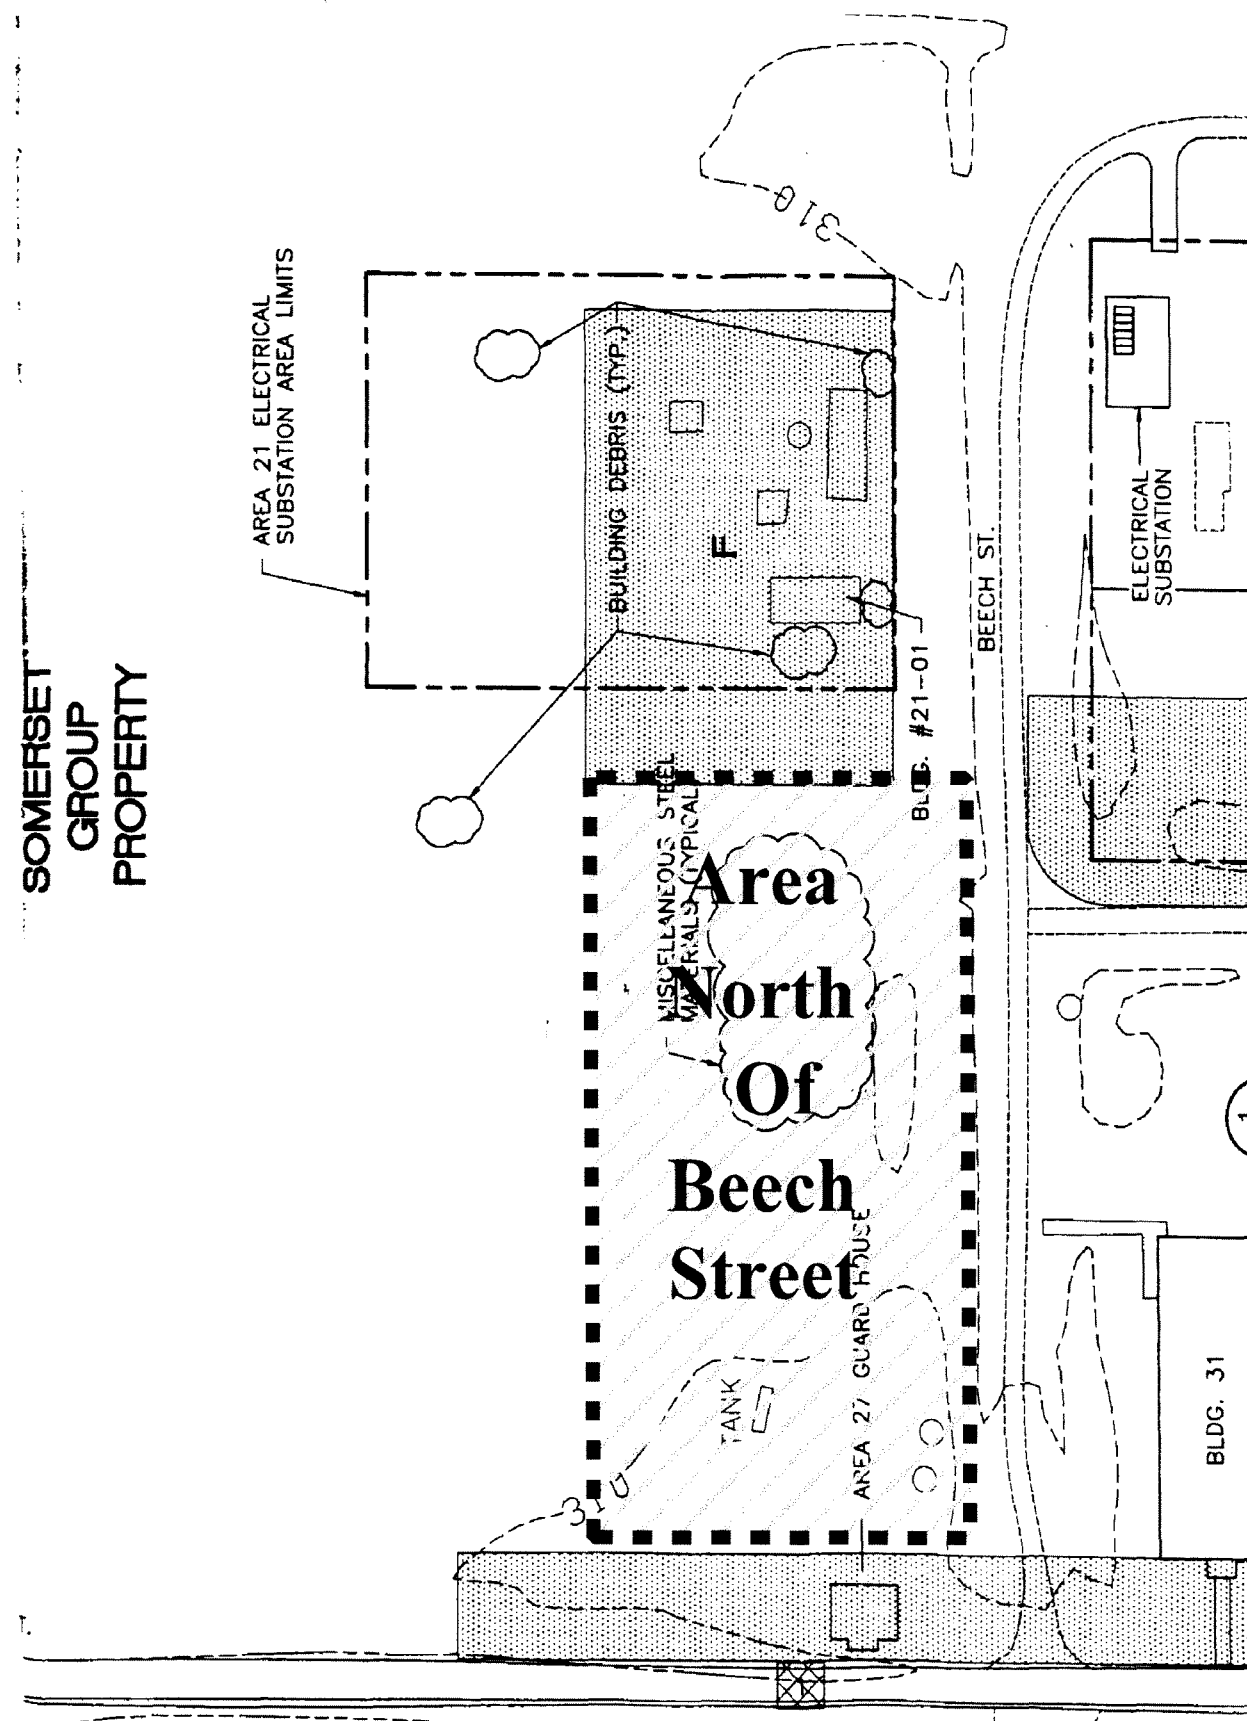 SOMERSET
GROUP
PROPERTY
AREA 21 ELECTRICAL
SUBSTATION AREA LIMITS
310
BUILDING DEBRIS (TYP.)
F
BLDG. #21-01
BEECH ST.
ELECTRICAL
SUBSTATION
MISCELLANEOUS STEEL
MATERIALS (TYPICAL)
Area
North
Of
Beech
Street
TANK
310
AREA 27 GUARD HOUSE
BLDG. 31
1
T.